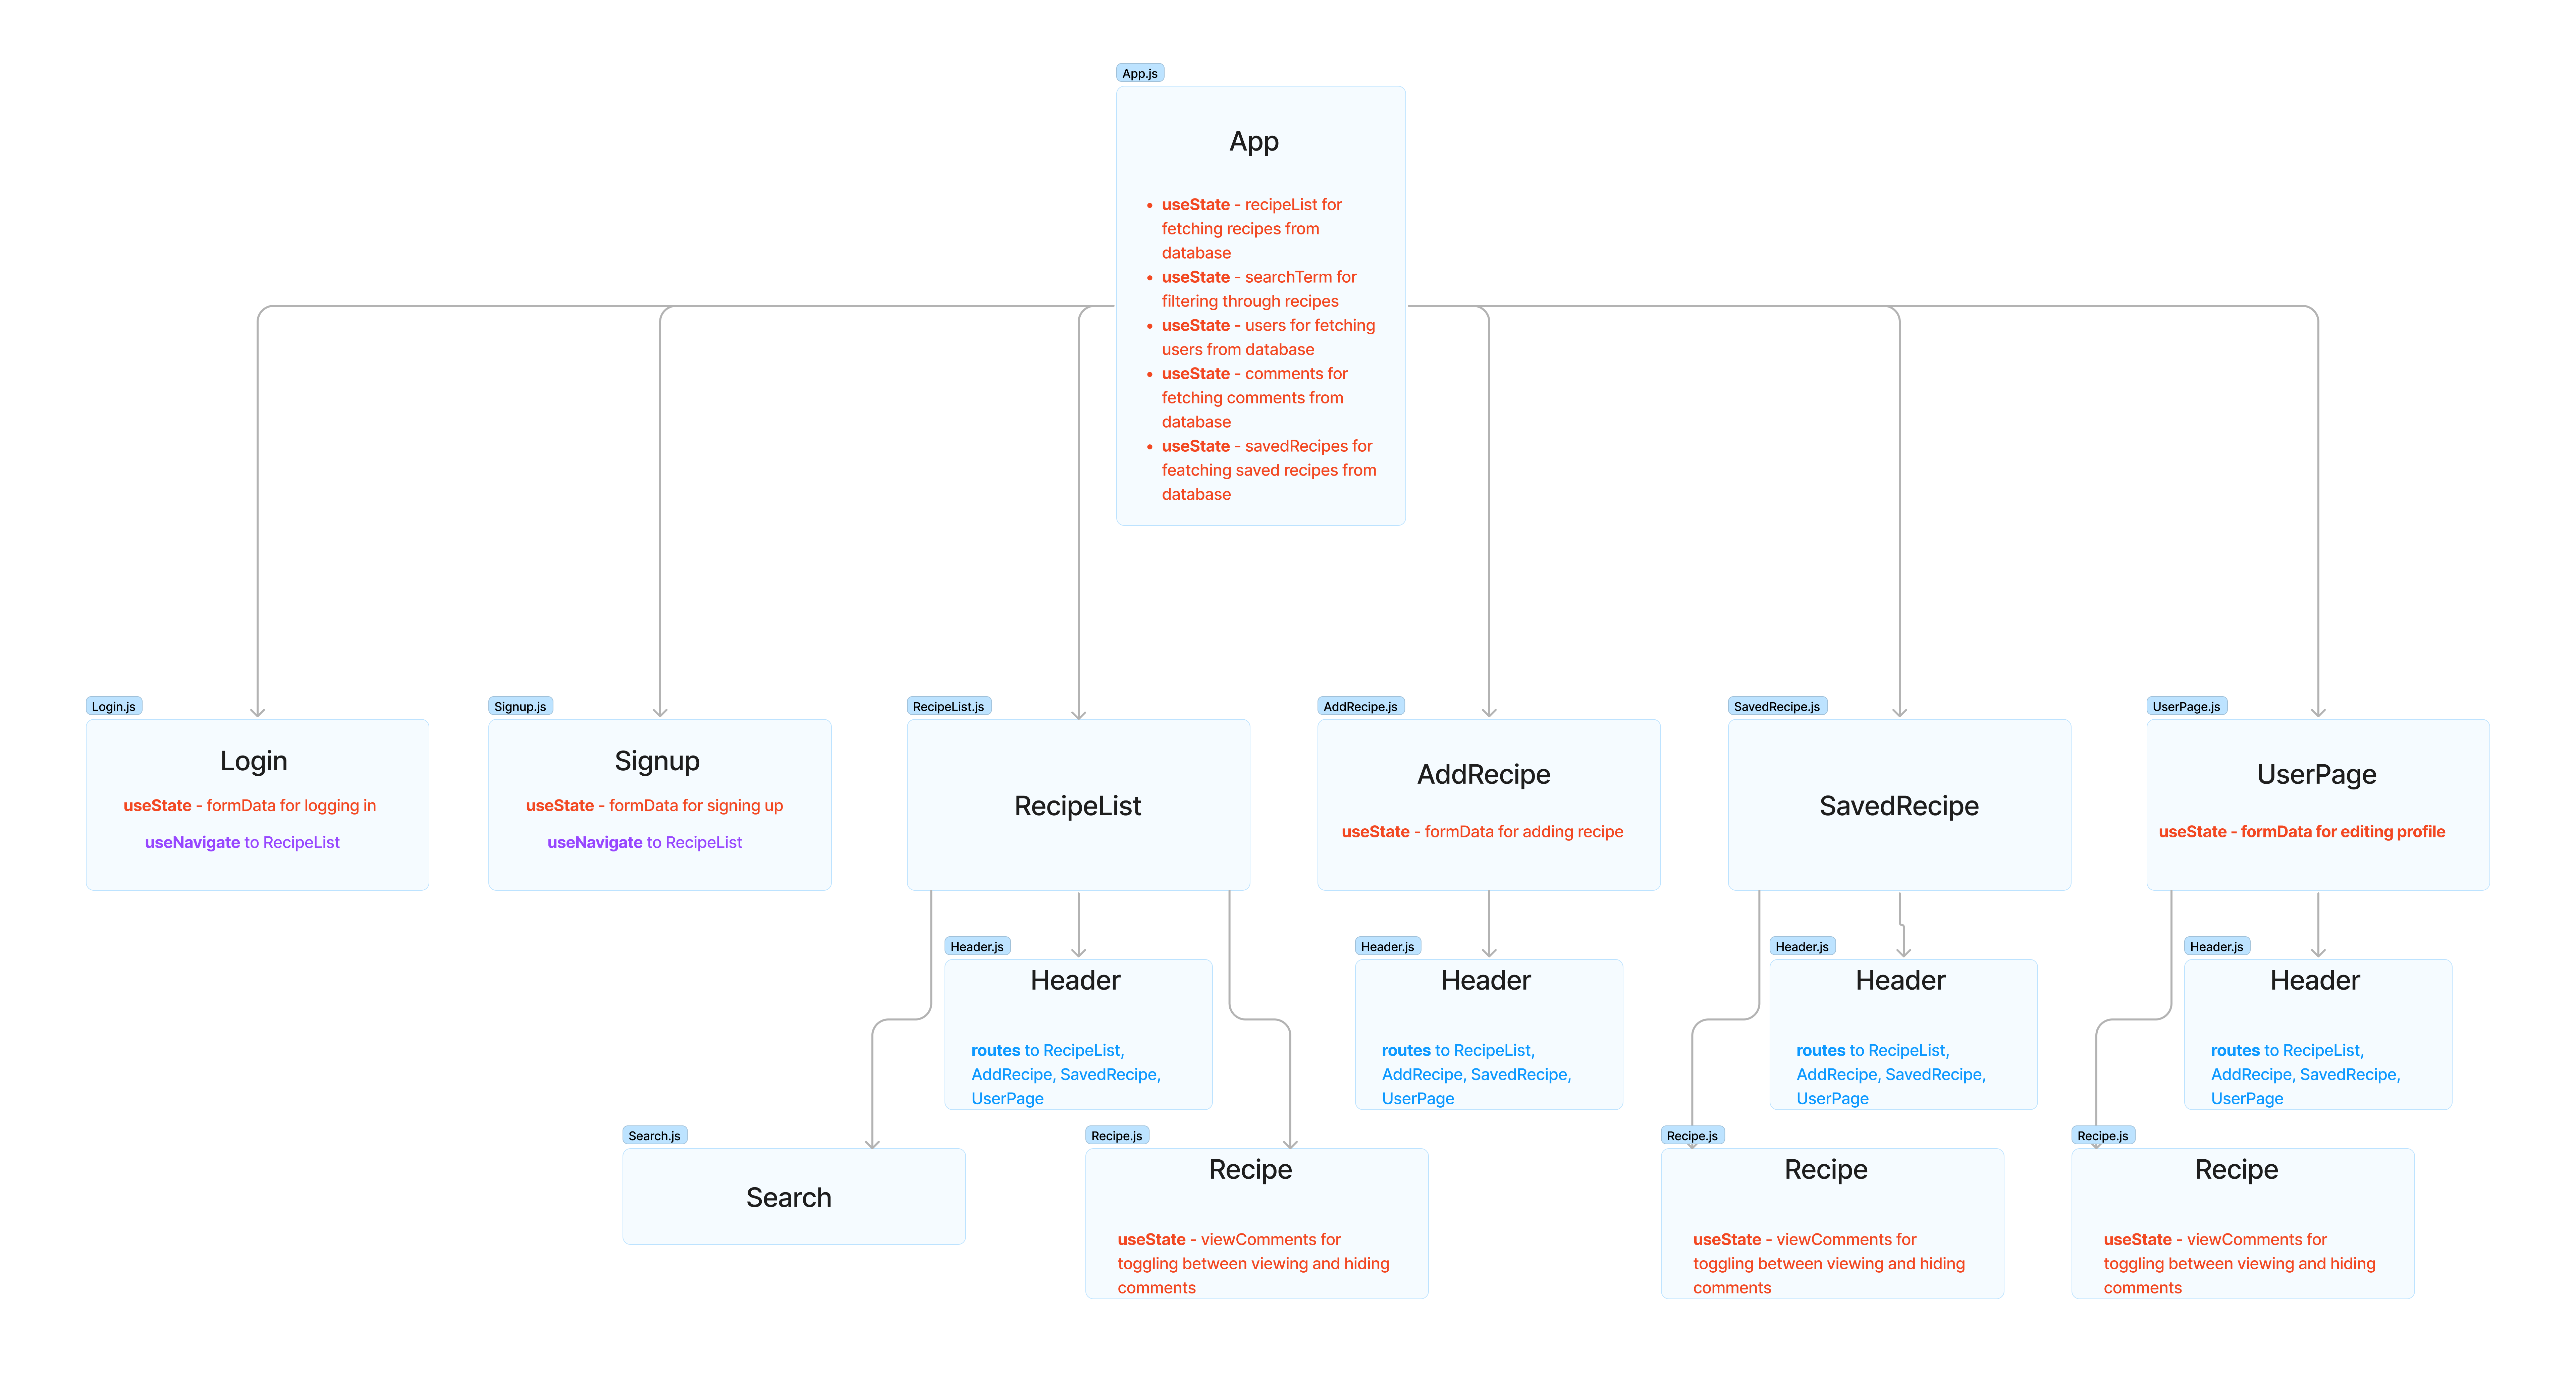 App.js
App
• useState - recipeList for
fetching recipes from
database
• useState - searchTerm for
filtering through recipes
• useState - users for fetching
users from database
• useState - comments for
fetching comments from
database
• useState - savedRecipes for
featching saved recipes from
database
Login.js
Login
useState - formData for logging in
useNavigate to RecipeList
Signup.js
Signup
useState - formData for signing up
useNavigate to RecipeList
RecipeList.js
RecipeList
AddRecipe.js
AddRecipe
useState - formData for adding recipe
SavedRecipe.js
SavedRecipe
UserPage.js
UserPage
useState - formData for editing profile
Header.js
Header
routes to RecipeList,
AddRecipe, SavedRecipe,
UserPage
Header.js
Header
routes to RecipeList,
AddRecipe, SavedRecipe,
UserPage
Header.js
Header
routes to RecipeList,
AddRecipe, SavedRecipe,
UserPage
Header.js
Header
routes to RecipeList,
AddRecipe, SavedRecipe,
UserPage
Search.js
Search
Recipe.js
Recipe
useState - viewComments for
toggling between viewing and hiding
comments
Recipe.js
Recipe
useState - viewComments for
toggling between viewing and hiding
comments
Recipe.js
Recipe
useState - viewComments for
toggling between viewing and hiding
comments